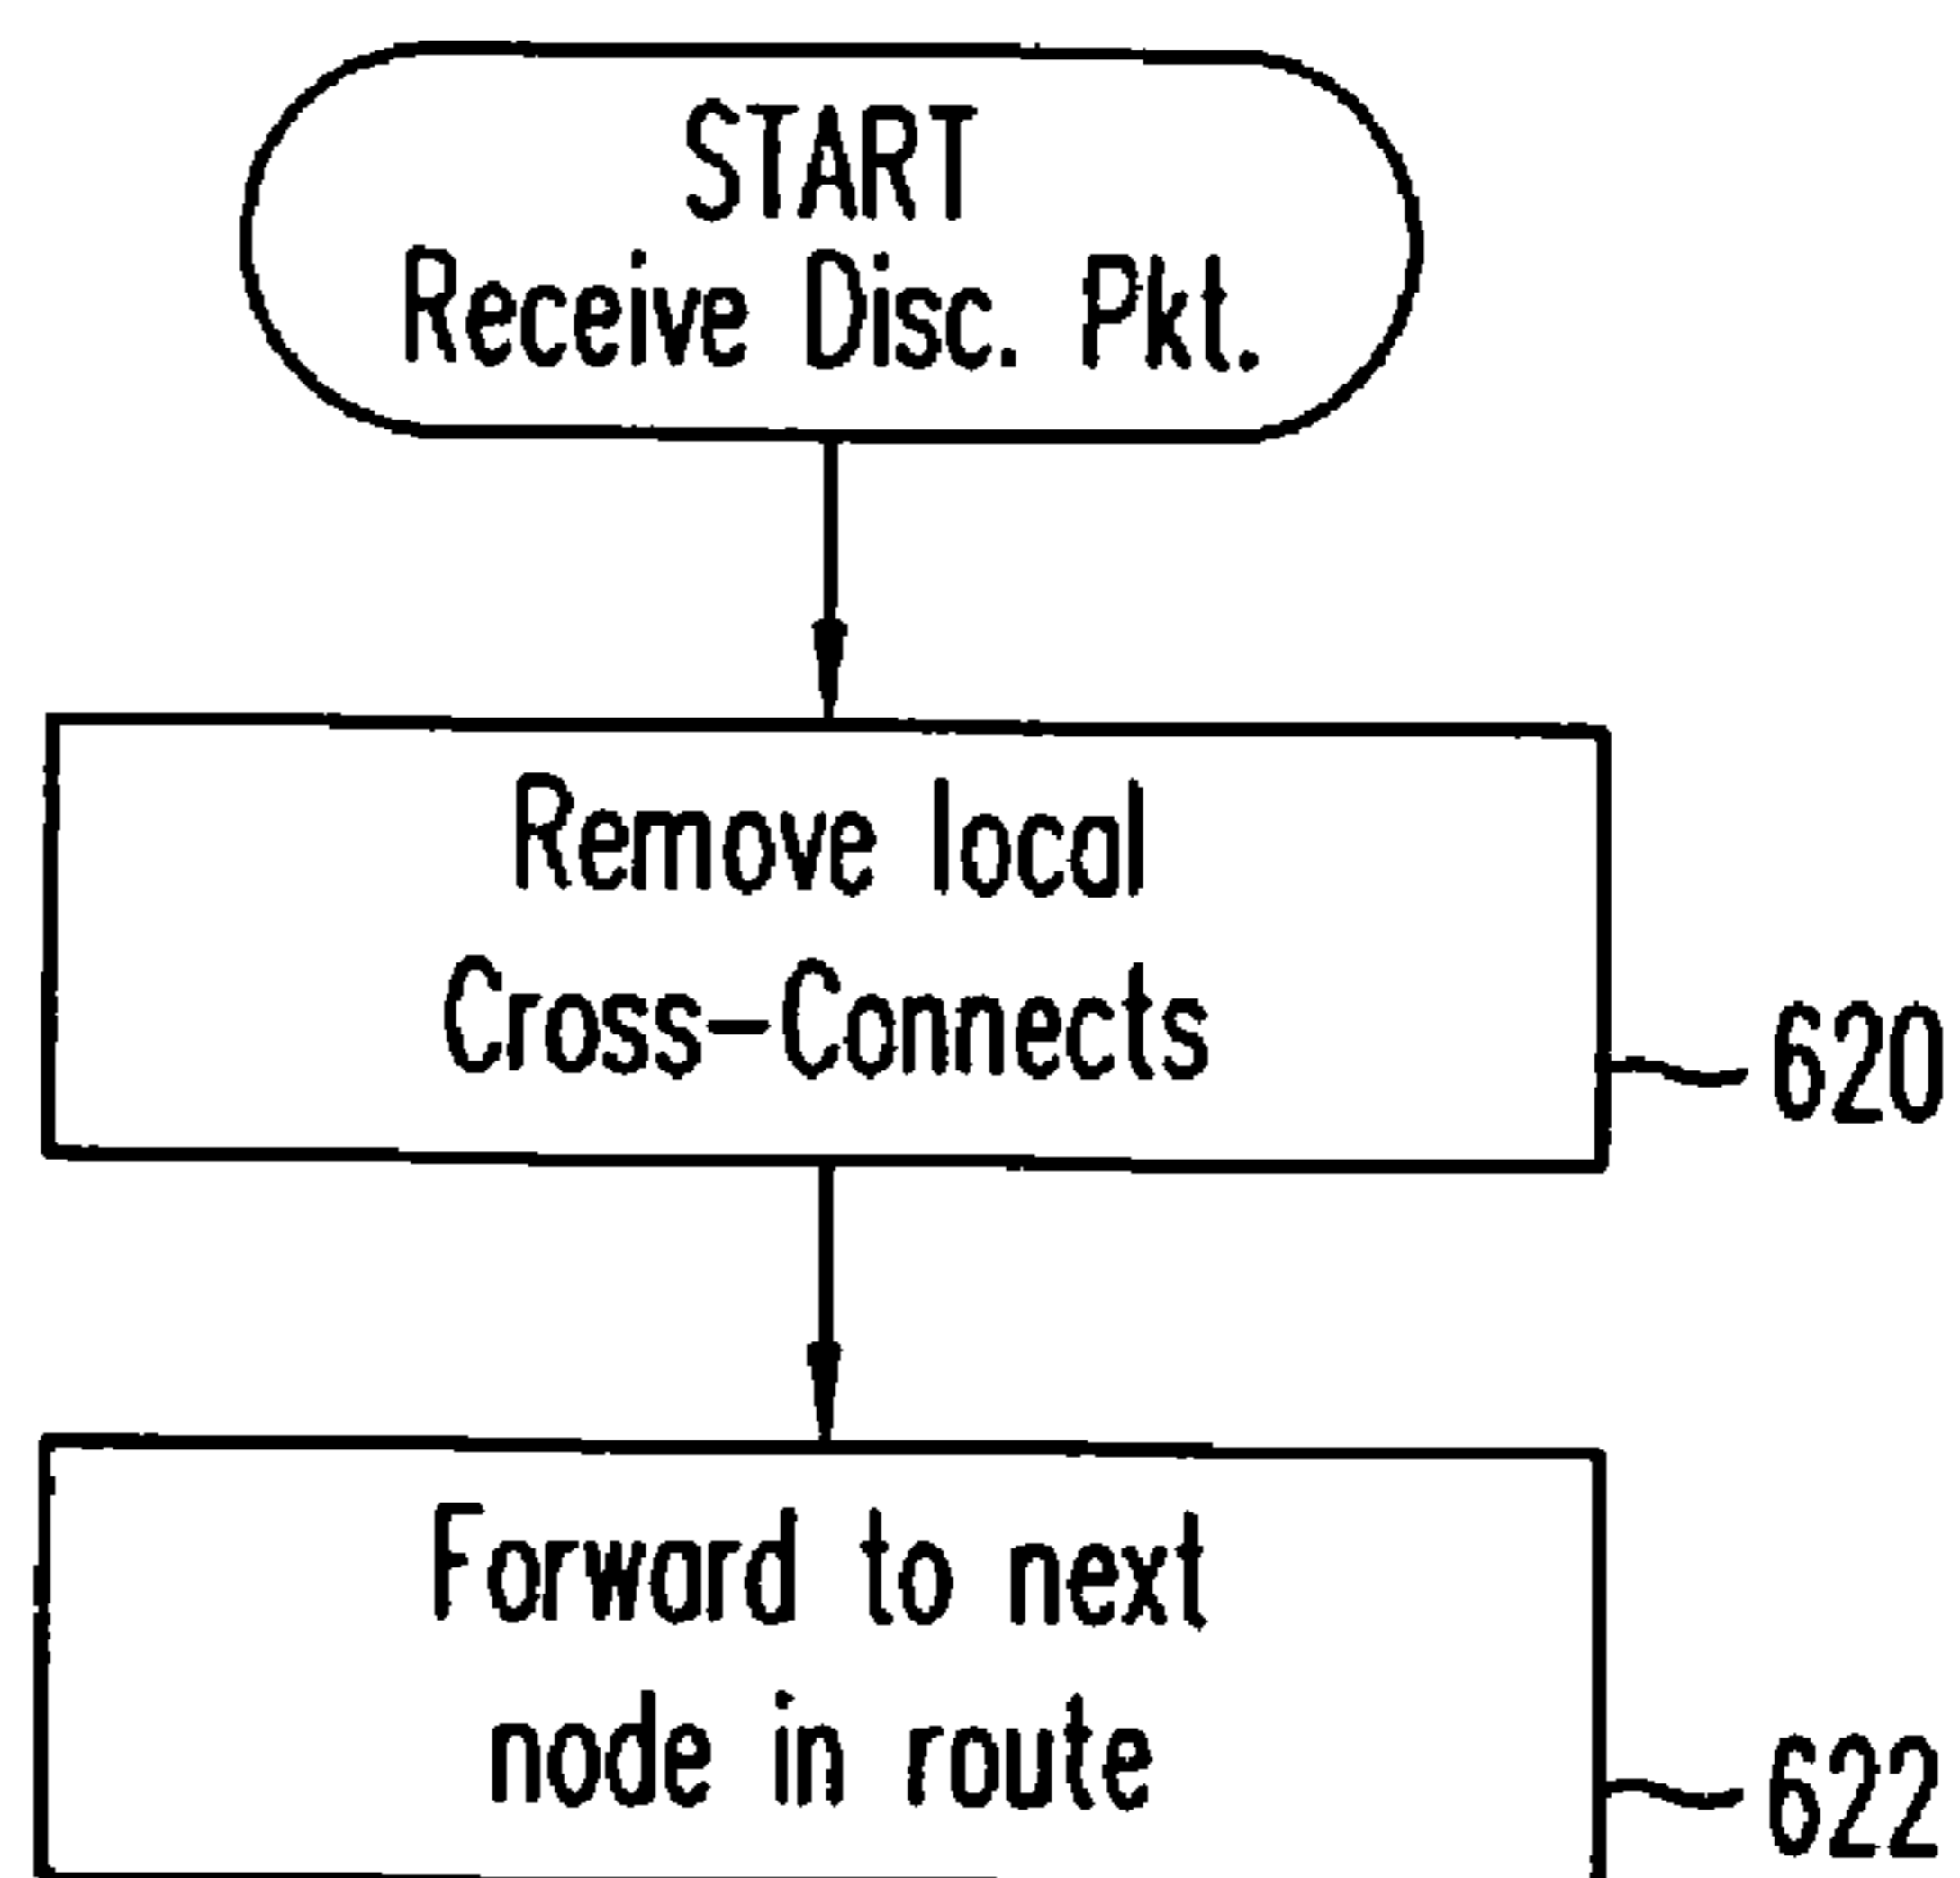 START
Receive Disc. Pkt.
Remove local
Cross-Connects
620
Forward to next
node in route
622